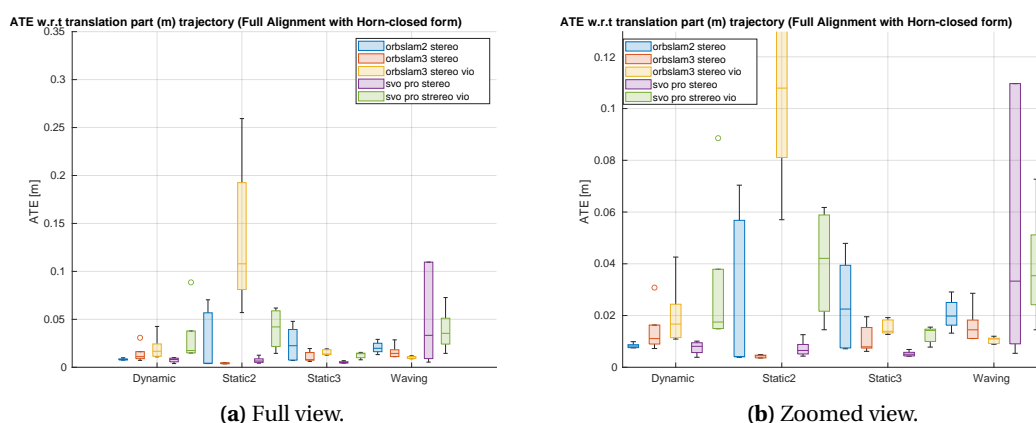 ATE w.r.t translation part (m) trajectory (Full Alignment with Horn-closed form)
0.35
0.3
0.25
0.2
0.15
0.1
0.05
0
ATE [m]
orbslam2 stereo
orbslam3 stereo
orbslam3 stereo vio
svo pro stereo
svo pro strereo vio
Dynamic Static2 Static3 Waving
(a) Full view.
ATE w.r.t translation part (m) trajectory (Full Alignment with Horn-closed form)
0.12
0.1
0.08
0.06
0.04
0.02
0
ATE [m]
orbslam2 stereo
orbslam3 stereo
orbslam3 stereo vio
svo pro stereo
svo pro strereo vio
Dynamic Static2 Static3 Waving
(b) Zoomed view.